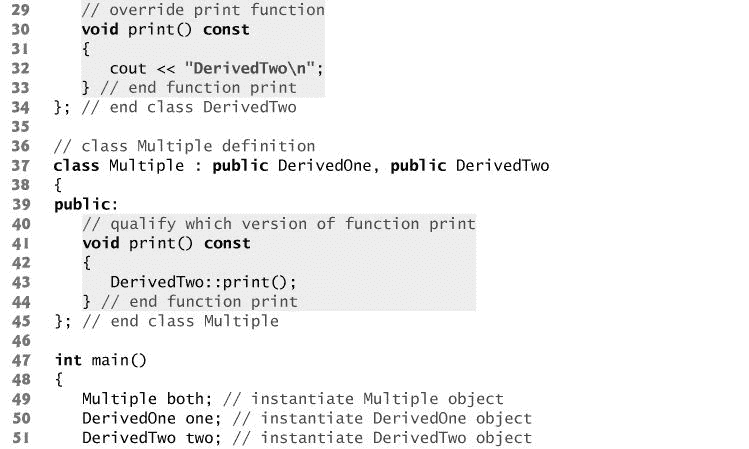 29 // override print function
30 void print() const
31 {
32 cout << "DerivedTwo\n";
33 } // end function print
34 }; // end class DerivedTwo
35
36 // class Multiple definition
37 class Multiple : public DerivedOne, public DerivedTwo
38 {
39 public:
40 // qualify which version of function print
41 void print() const
42 {
43 DerivedTwo::print();
44 } // end function print
45 }; // end class Multiple
46
47 int main()
48 {
49 Multiple both; // instantiate Multiple object
50 DerivedOne one; // instantiate DerivedOne object
51 DerivedTwo two; // instantiate DerivedTwo object